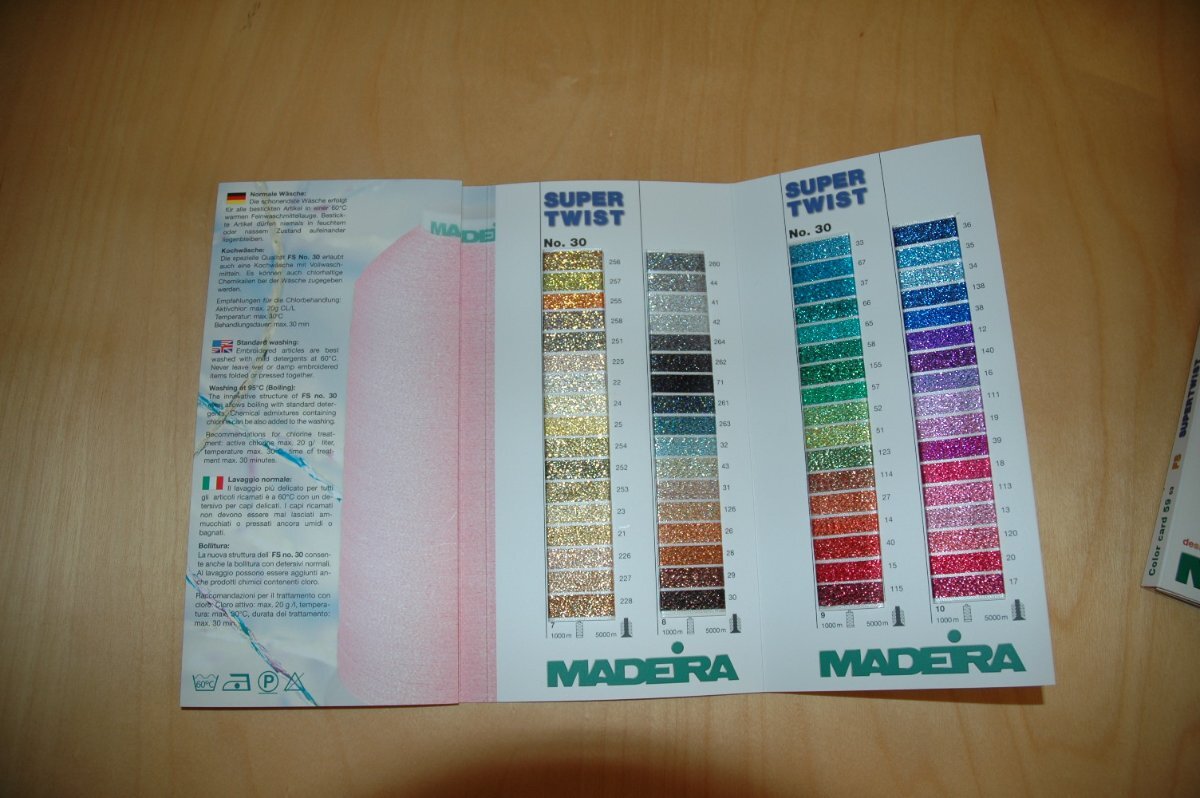 Normale Wäsche:
Die schonendste Wäsche erfolgt
für alle bestickten Artikel in einer 60°C
warmen Feinwaschmittellauge. Bestick-
te Artikel dürfen niemals in feuchtem
oder nassem Zustand aufeinander
liegenbleiben.
Kochwäsche:
Die spezielle Qualität FS No. 30 erlaubt
auch eine Kochwäsche mit Vollwasch-
mitteln. Es können auch chlorhaltige
Chemikalien bei der Wäsche zugegeben
werden.
Empfehlungen für die Chlorbehandlung:
Aktivchlor: max. 20g CL/L
Temperatur: max. 30°C
Behandlungsdauer: max. 30 min
Standard washing:
Embroidered articles are best
washed with mild detergents at 60°C.
Never leave wet or damp embroidered
items folded or pressed together.
Washing at 95°C (Boiling):
The innovative structure of FS no. 30
even allows boiling with standard deter-
gents. Chemical admixtures containing
chlorine can be also added to the washing.
Recommendations for chlorine treat-
ment: active chlorine max. 20 g/ liter,
temperature max. 30°C, time of treat-
ment max. 30 minutes.
Lavaggio normale:
Il lavaggio più delicato per tutti
gli articoli ricamati è a 60°C con un de-
tersivo per capi delicati. I capi ricamati
non devono essere mai lasciati am-
mucchiati o pressati ancora umidi o
bagnati.
Bollitura:
La nuova struttura dell' FS no. 30 consen-
te anche la bollitura con detersivi normali.
Al lavaggio possono essere aggiunti an-
che prodotti chimici contenenti cloro.
Raccomandazioni per il trattamento con
cloro: Cloro attivo: max. 20 g./l, tempera-
tura: max. 30°C, durata del trattamento:
max. 30 min
60°C
P
MADEI
SUPER
TWIST
No. 30
256
257
255
258
251
225
22
24
25
254
252
253
23
21
226
227
228
7
1000 m
5000 m
260
44
41
42
264
262
71
261
263
32
43
31
126
26
28
29
30
8
1000 m
5000 m
MADEIRA
SUPER
TWIST
No. 30
33
67
37
66
65
58
155
57
52
51
123
114
27
14
40
15
115
9
1000 m
5000 m
36
35
34
138
38
12
140
16
111
19
39
18
113
13
120
20
17
10
1000 m
5000 m
MADEIRA
Color card 59
SUPERTWIST
FS